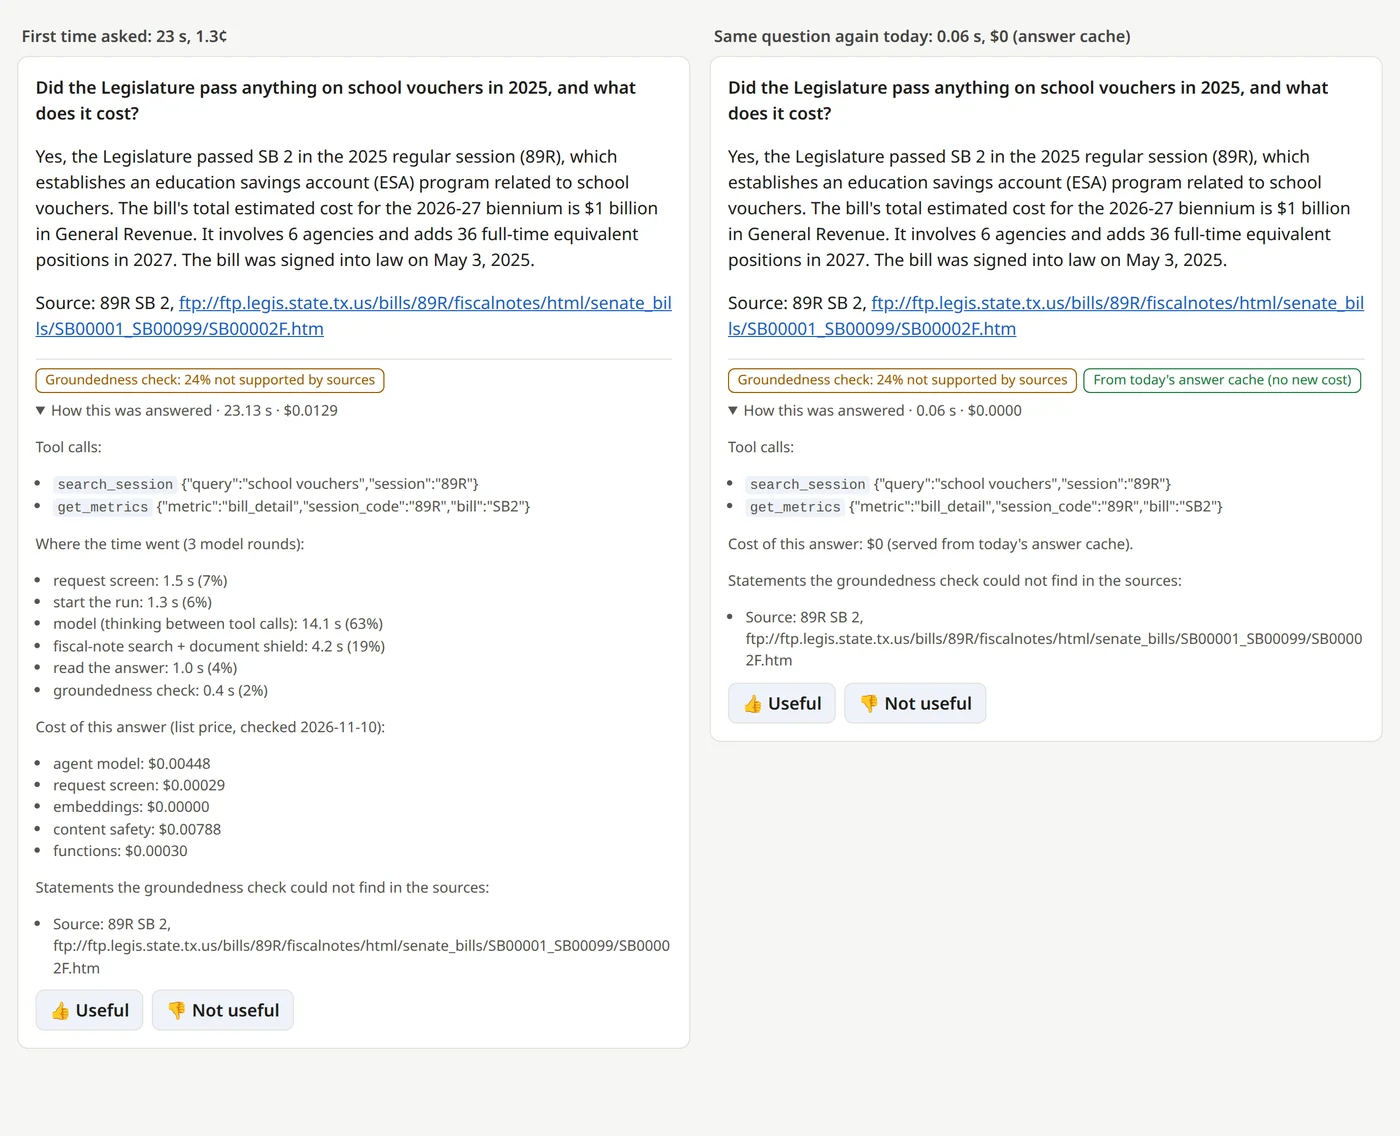 First time asked: 23 s, 1.3¢
Did the Legislature pass anything on school vouchers in 2025, and what
does it cost?
Yes, the Legislature passed SB 2 in the 2025 regular session (89R), which
establishes an education savings account (ESA) program related to school
vouchers. The bill's total estimated cost for the 2026-27 biennium is $1 billion
in General Revenue. It involves 6 agencies and adds 36 full-time equivalent
positions in 2027. The bill was signed into law on May 3, 2025.
Source: 89R SB 2, ftp://ftp.legis.state.tx.us/bills/89R/fiscalnotes/html/senate_bil
ls/SB00001_SB00099/SB00002F.htm
Groundedness check: 24% not supported by sources
▼ How this was answered · 23.13 s · $0.0129
Tool calls:
• search_session {"query":"school vouchers","session":"89R"}
• get_metrics {"metric":"bill_detail","session_code":"89R","bill":"SB2"}
Where the time went (3 model rounds):
• request screen: 1.5 s (7%)
• start the run: 1.3 s (6%)
• model (thinking between tool calls): 14.1 s (63%)
• fiscal-note search + document shield: 4.2 s (19%)
• read the answer: 1.0 s (4%)
• groundedness check: 0.4 s (2%)
Cost of this answer (list price, checked 2026-11-10):
• agent model: $0.00448
• request screen: $0.00029
• embeddings: $0.00000
• content safety: $0.00788
• functions: $0.00030
Statements the groundedness check could not find in the sources:
• Source: 89R SB 2,
ftp://ftp.legis.state.tx.us/bills/89R/fiscalnotes/html/senate_bills/SB00001_SB00099/SB0000
2F.htm
👍 Useful
👎 Not useful
Same question again today: 0.06 s, $0 (answer cache)
Did the Legislature pass anything on school vouchers in 2025, and what
does it cost?
Yes, the Legislature passed SB 2 in the 2025 regular session (89R), which
establishes an education savings account (ESA) program related to school
vouchers. The bill's total estimated cost for the 2026-27 biennium is $1 billion
in General Revenue. It involves 6 agencies and adds 36 full-time equivalent
positions in 2027. The bill was signed into law on May 3, 2025.
Source: 89R SB 2, ftp://ftp.legis.state.tx.us/bills/89R/fiscalnotes/html/senate_bil
ls/SB00001_SB00099/SB00002F.htm
Groundedness check: 24% not supported by sources
From today's answer cache (no new cost)
▼ How this was answered · 0.06 s · $0.0000
Tool calls:
• search_session {"query":"school vouchers","session":"89R"}
• get_metrics {"metric":"bill_detail","session_code":"89R","bill":"SB2"}
Cost of this answer: $0 (served from today's answer cache).
Statements the groundedness check could not find in the sources:
• Source: 89R SB 2,
ftp://ftp.legis.state.tx.us/bills/89R/fiscalnotes/html/senate_bills/SB00001_SB00099/SB0000
2F.htm
👍 Useful
👎 Not useful